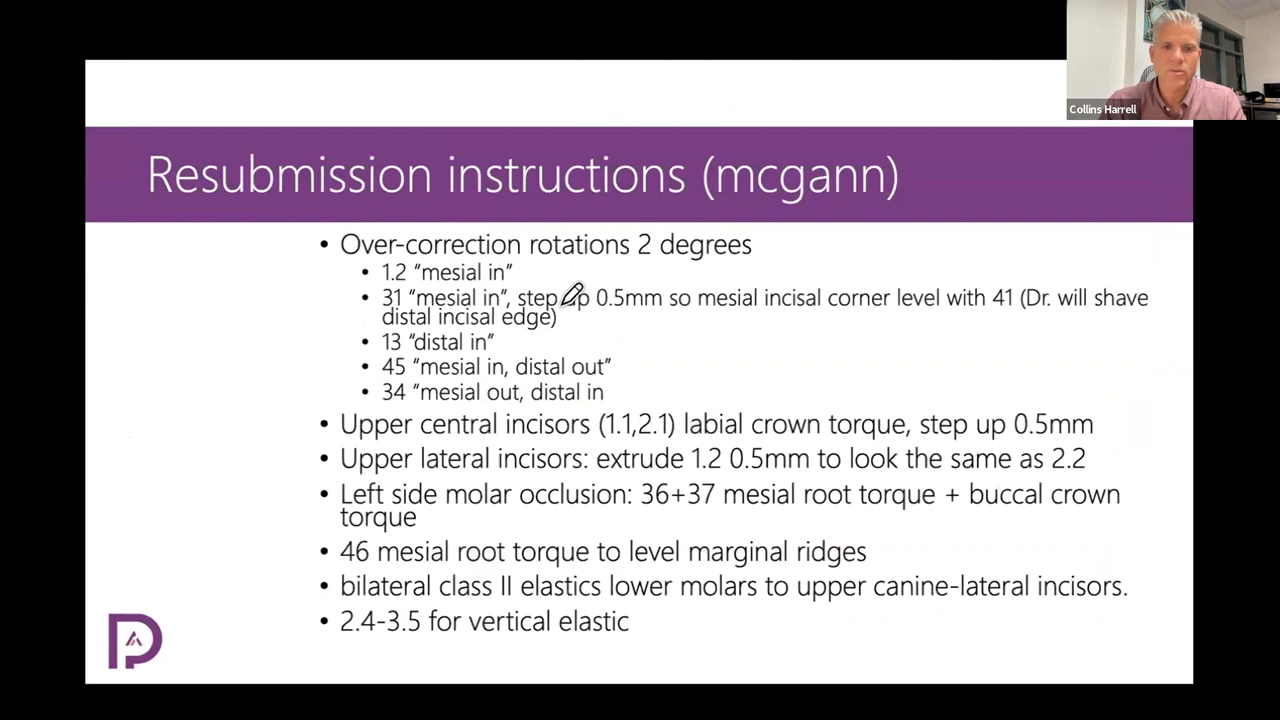 Collins Harrell
Resubmission instructions (mcgann)
• Over-correction rotations 2 degrees
• 1.2 "mesial in"
• 31 "mesial in", step up 0.5mm so mesial incisal corner level with 41 (Dr. will shave
distal incisal edge)
• 13 "distal in"
• 45 "mesial in, distal out"
• 34 "mesial out, distal in
• Upper central incisors (1.1,2.1) labial crown torque, step up 0.5mm
• Upper lateral incisors: extrude 1.2 0.5mm to look the same as 2.2
• Left side molar occlusion: 36+37 mesial root torque + buccal crown
torque
• 46 mesial root torque to level marginal ridges
• bilateral class II elastics lower molars to upper canine-lateral incisors.
• 2.4-3.5 for vertical elastic